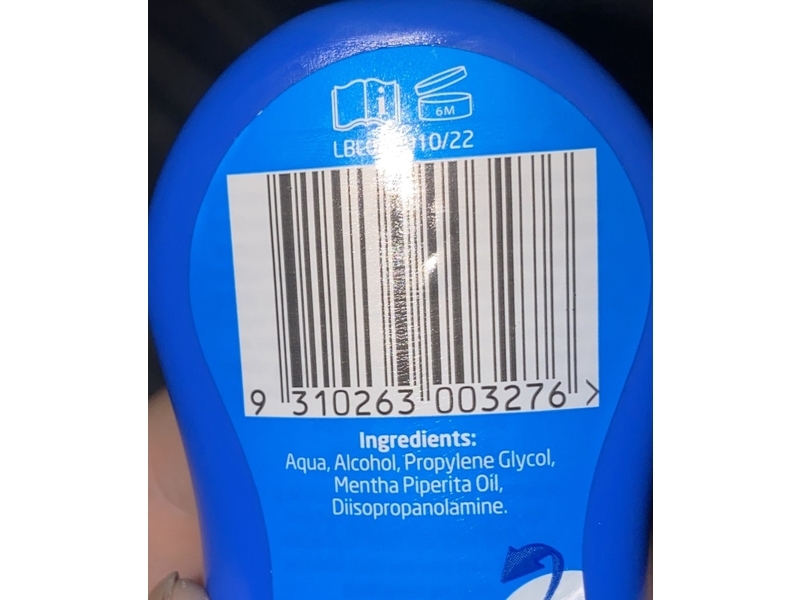 6M
10/22
9 310263 003276 >
Ingredients:
Aqua, Alcohol, Propylene Glycol,
Mentha Piperita Oil,
Diisopropanolamine.